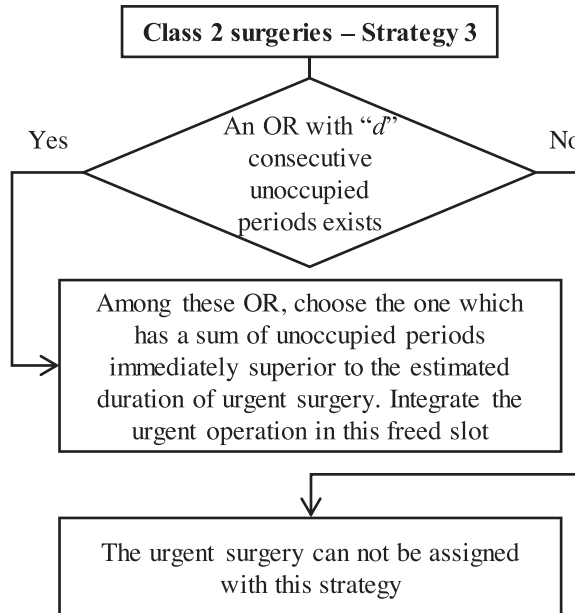 Class 2 surgeries – Strategy 3
An OR with “d”
consecutive
unoccupied
periods exists
Yes
No
Among these OR, choose the one which
has a sum of unoccupied periods
immediately superior to the estimated
duration of urgent surgery. Integrate the
urgent operation in this freed slot
The urgent surgery can not be assigned
with this strategy